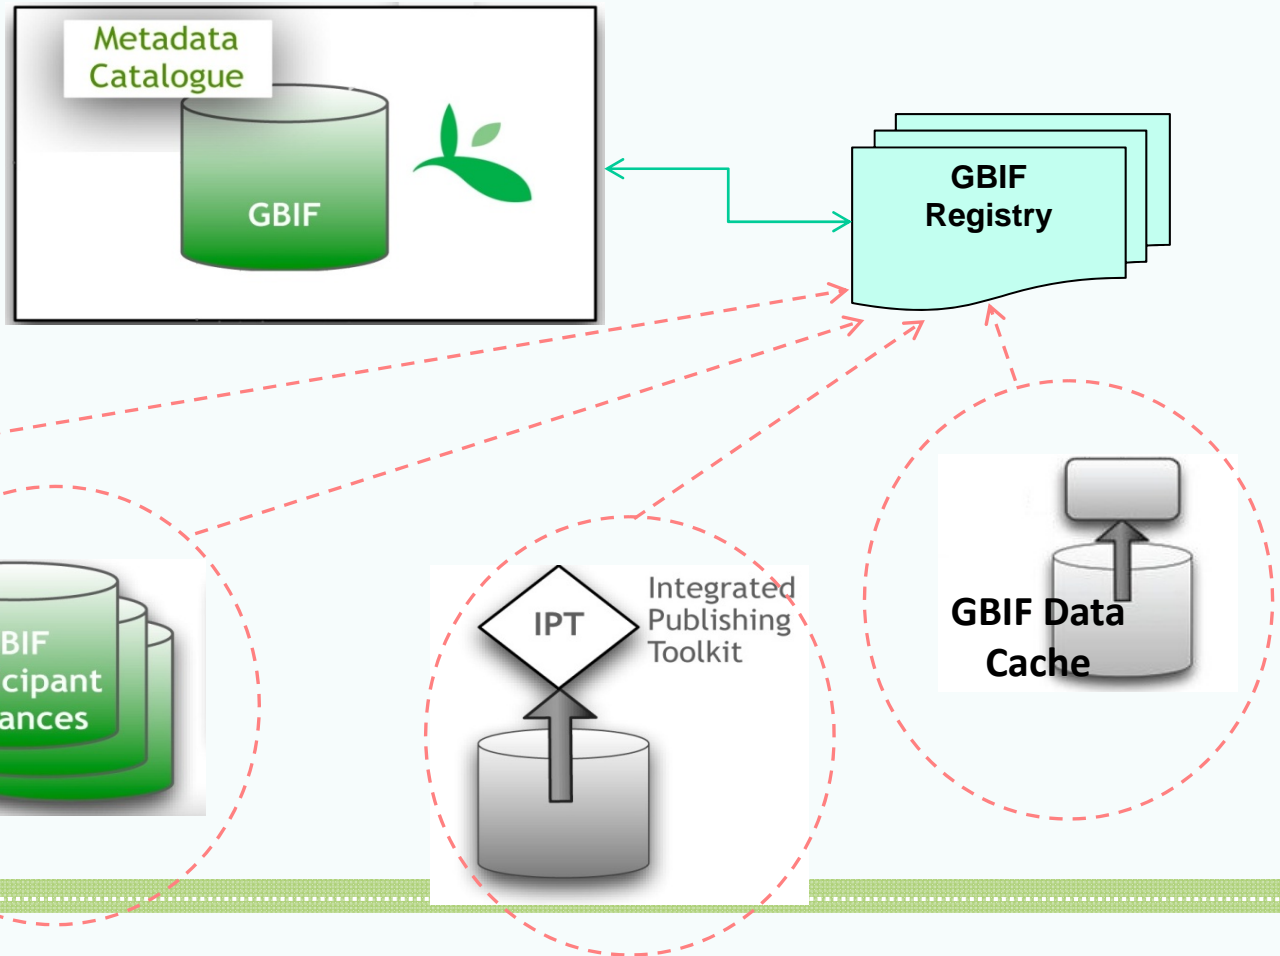 Metadata
Catalogue
GBIF
GBIF
Registry
BIF
cipant
ances
IPT
Integrated
Publishing
Toolkit
GBIF Data
Cache